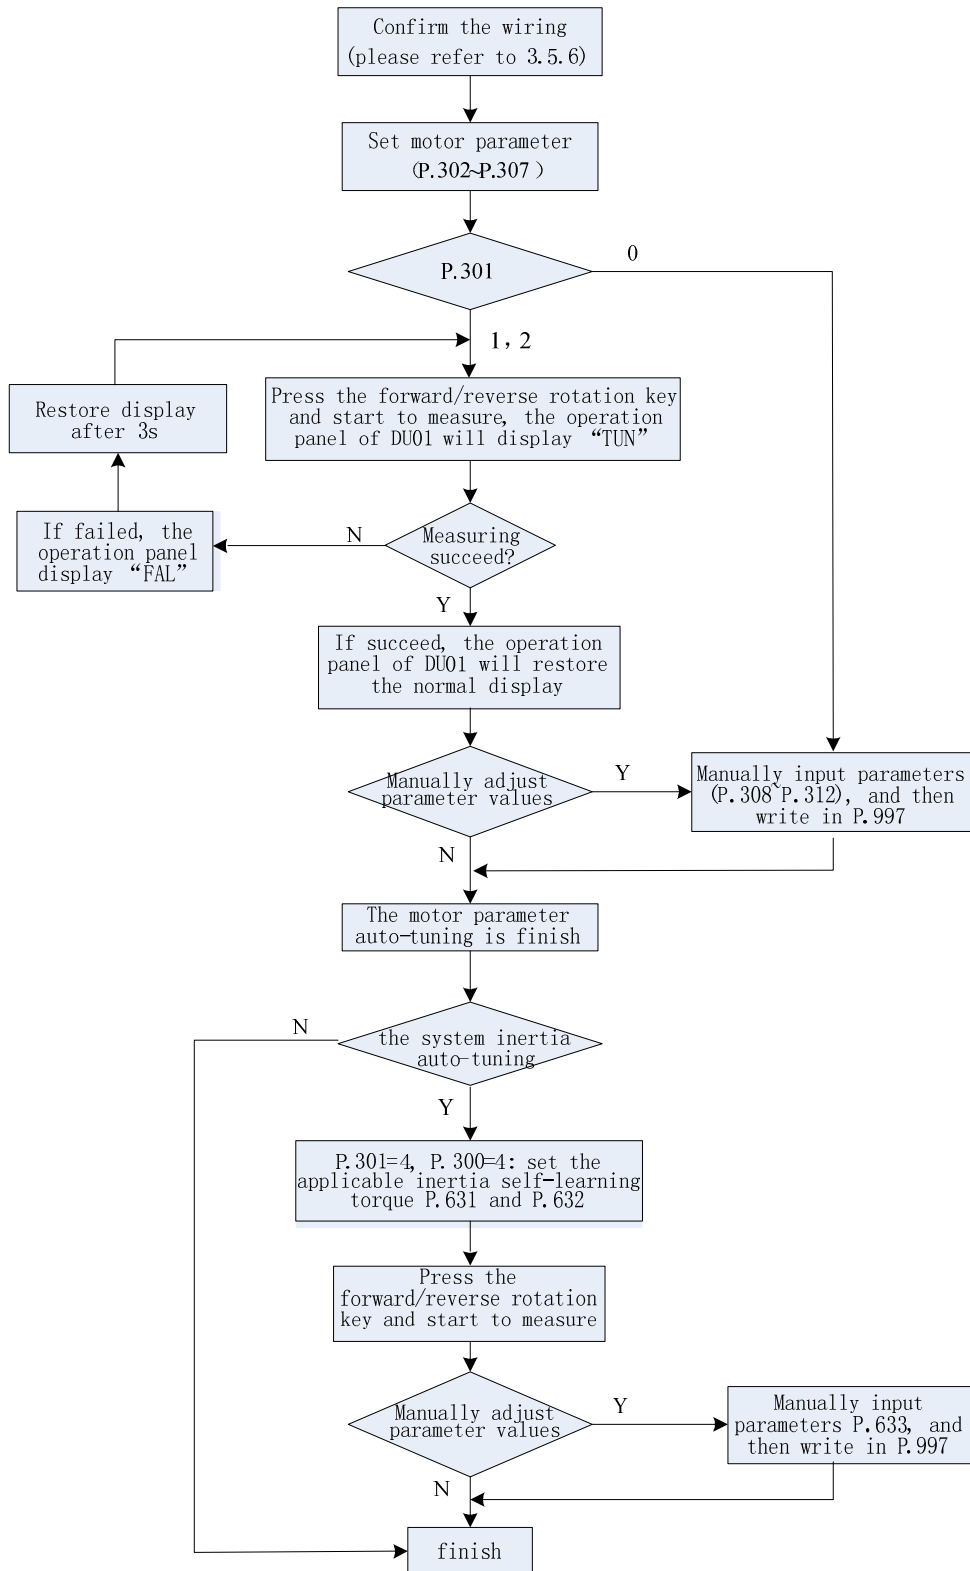 Confirm the wiring
(please refer to 3.5.6)
Set motor parameter
(P.302~P.307 )
P.301
0
1, 2
Press the forward/reverse rotation key
and start to measure, the operation
panel of DU01 will display “TUN”
Restore display
after 3s
If failed, the
operation panel
display “FAL”
N
Measuring
succeed?
Y
If succeed, the operation
panel of DU01 will restore
the normal display
Manually adjust
parameter values
Y
Manually input parameters
(P.308~P.312), and then
write in P.997
N
The motor parameter
auto-tuning is finish
N
the system inertia
auto-tuning
Y
P.301=4, P.300=4: set the
applicable inertia self-learning
torque P.631 and P.632
Press the
forward/reverse rotation
key and start to measure
Manually adjust
parameter values
Y
Manually input
parameters P.633, and
then write in P.997
N
finish